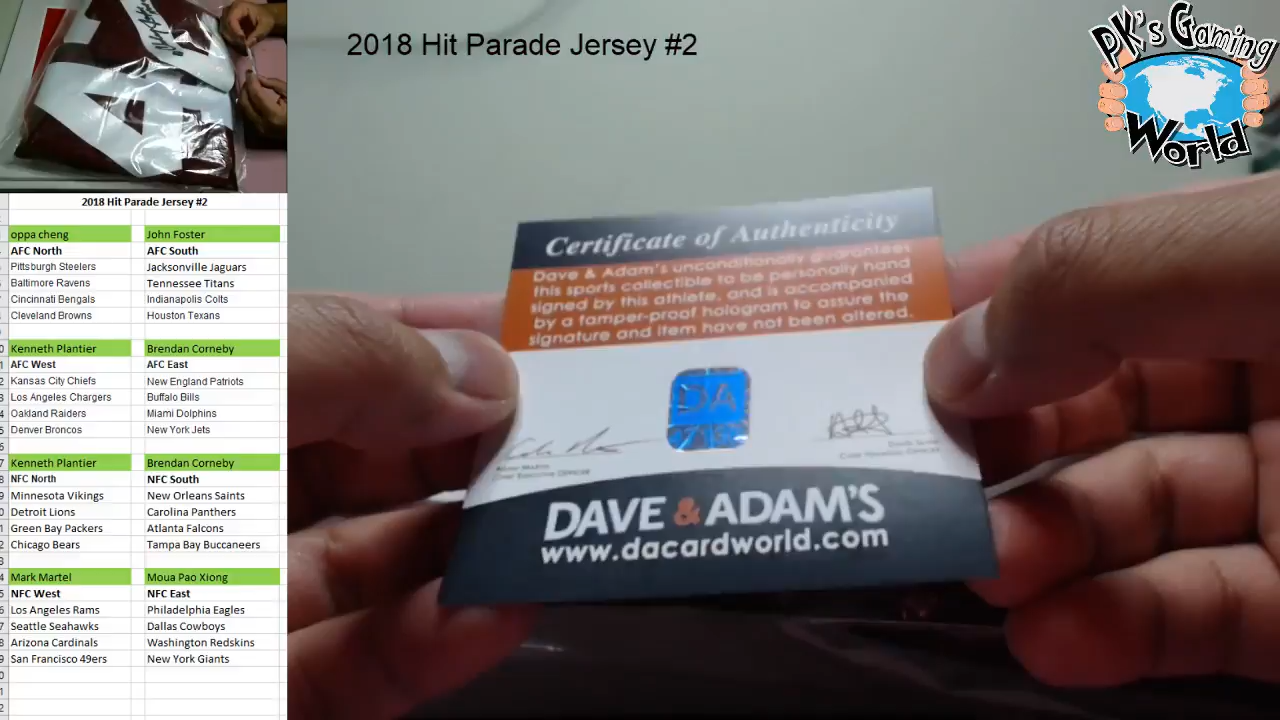 2018 Hit Parade Jersey #2
PK's Gaming
World
2018 Hit Parade Jersey #2
oppa cheng John Foster
AFC North AFC South
Pittsburgh Steelers Jacksonville Jaguars
Baltimore Ravens Tennessee Titans
Cincinnati Bengals Indianapolis Colts
Cleveland Browns Houston Texans
Kenneth Plantier Brendan Corneby
AFC West AFC East
Kansas City Chiefs New England Patriots
Los Angeles Chargers Buffalo Bills
Oakland Raiders Miami Dolphins
Denver Broncos New York Jets
Kenneth Plantier Brendan Corneby
NFC North NFC South
Minnesota Vikings New Orleans Saints
Detroit Lions Carolina Panthers
Green Bay Packers Atlanta Falcons
Chicago Bears Tampa Bay Buccaneers
Mark Martel Moua Pao Xiong
NFC West NFC East
Los Angeles Rams Philadelphia Eagles
Seattle Seahawks Dallas Cowboys
Arizona Cardinals Washington Redskins
San Francisco 49ers New York Giants
Certificate of Authenticity
Dave & Adam's unconditionally guarantees
this sports collectible to be personally hand
signed by this athlete, and is accompanied
by a tamper-proof hologram to assure the
signature and item have not been altered.
DA
Chief Executive Officer
DAVE & ADAM'S
www.dacardworld.com